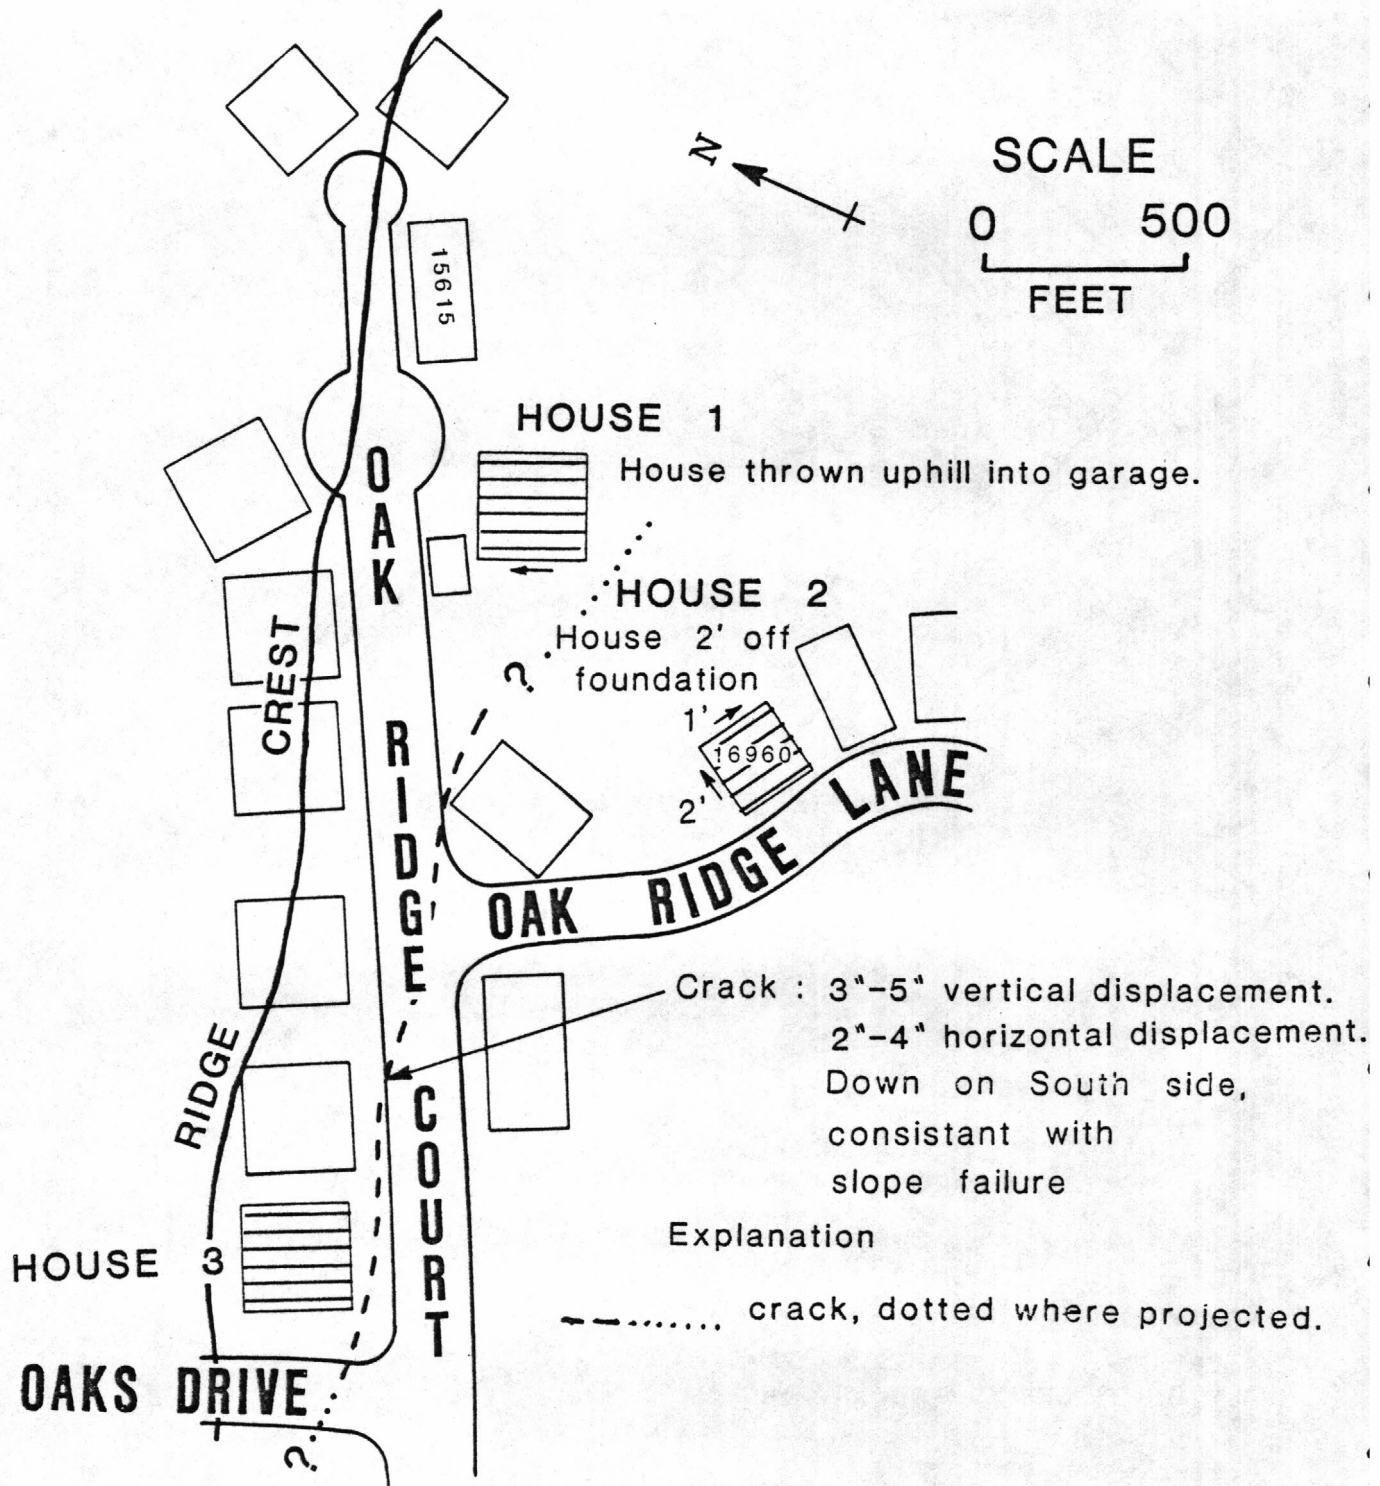 N
SCALE
0 500
FEET
15615
HOUSE 1
House thrown uphill into garage.
HOUSE 2
House 2' off
foundation
?
1'
16960
2'
CREST
RIDGE
OAK RIDGE COURT
OAK RIDGE LANE
Crack : 3"-5" vertical displacement.
2"-4" horizontal displacement.
Down on South side,
consistant with
slope failure
Explanation
crack, dotted where projected.
HOUSE 3
OAKS DRIVE
?